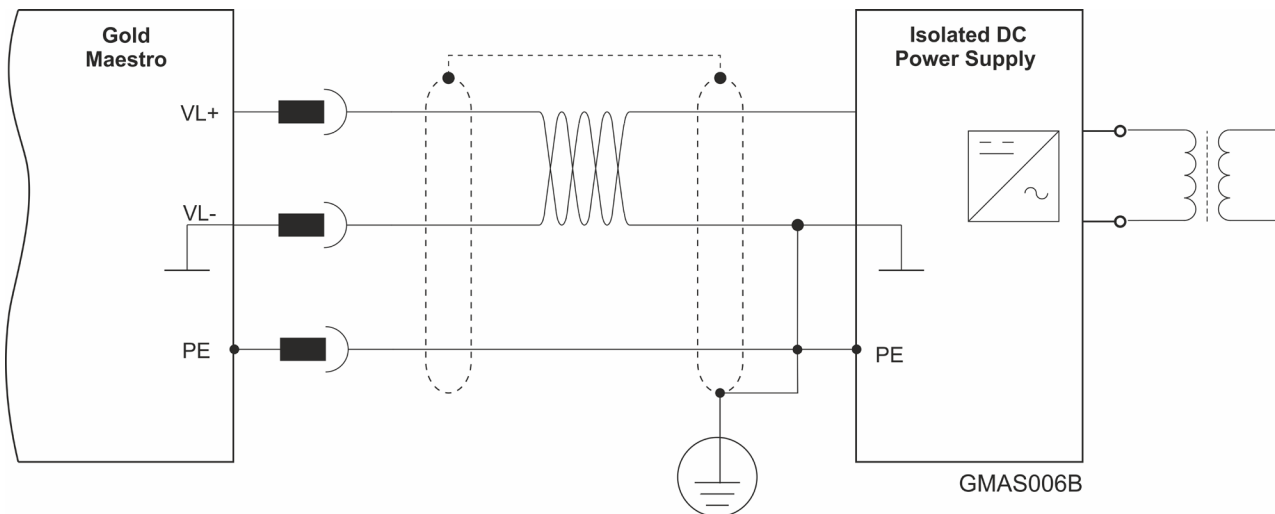 Gold
Maestro
VL+
VL-
PE
Isolated DC
Power Supply
PE
GMAS006B